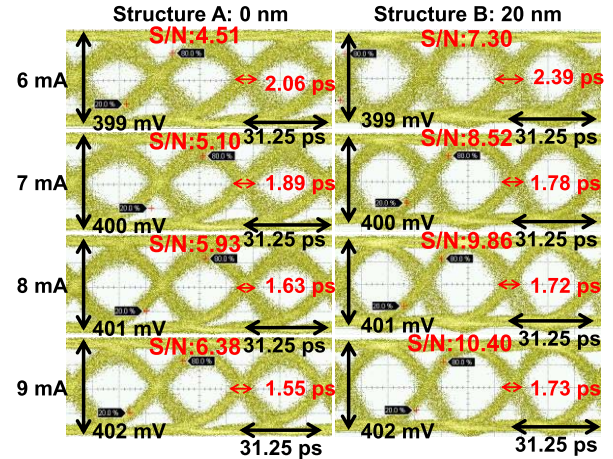 Structure A: 0 nm
Structure B: 20 nm
6 mA
S/N:4.51
80.0 %
2.06 ps
20.0 %
399 mV
31.25 ps
S/N:7.30
80.0 %
2.39 ps
20.0 %
399 mV
31.25 ps
7 mA
S/N:5.10
80.0 %
1.89 ps
20.0 %
400 mV
31.25 ps
S/N:8.52
80.0 %
1.78 ps
20.0 %
400 mV
31.25 ps
8 mA
S/N:5.93
80.0 %
1.63 ps
20.0 %
401 mV
31.25 ps
S/N:9.86
80.0 %
1.72 ps
20.0 %
401 mV
31.25 ps
9 mA
S/N:6.38
80.0 %
1.55 ps
20.0 %
402 mV
31.25 ps
S/N:10.40
80.0 %
1.73 ps
20.0 %
402 mV
31.25 ps